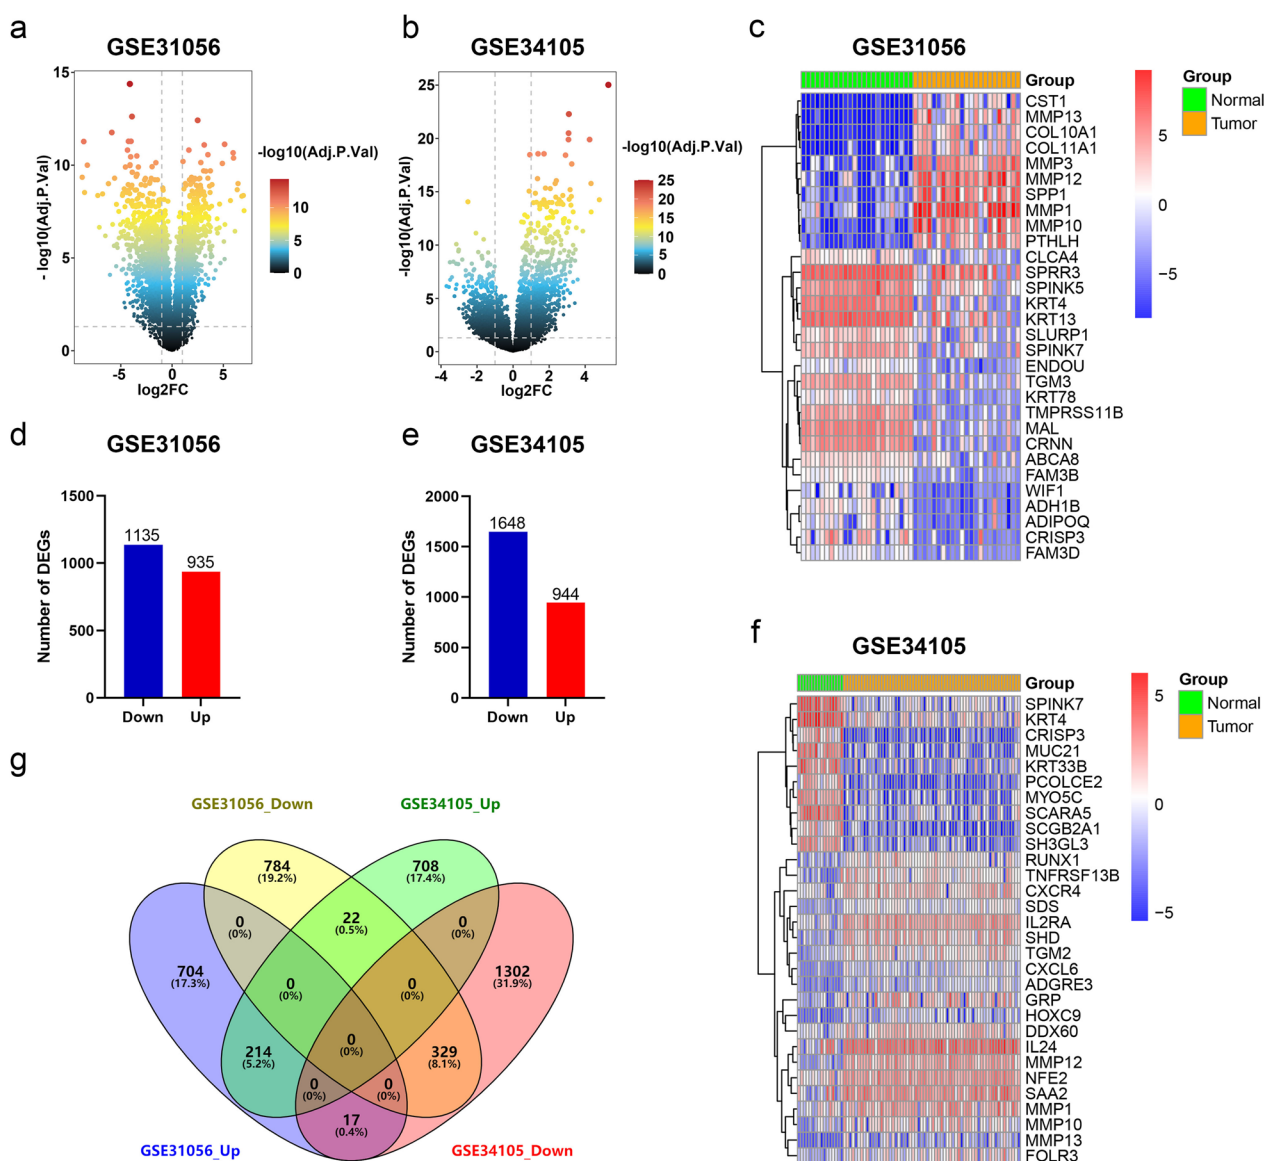 a
GSE31056
15
10
5
0
-5
0
5
log2FC
- log10(Adj.P.Val)
-log10(Adj.P.Val)
10
5
0
b
GSE34105
25
20
15
10
5
0
-4
-2
0
2
4
log2FC
-log10(Adj.P.Val)
-log10(Adj.P.Val)
25
20
15
10
5
0
c
GSE31056
Group
CST1
MMP13
COL10A1
COL11A1
MMP3
MMP12
SPP1
MMP1
MMP10
PTHLH
CLCA4
SPRR3
SPINK5
KRT4
KRT13
SLURP1
SPINK7
ENDOU
TGM3
KRT78
TMPRSS11B
MAL
CRNN
ABCA8
FAM3B
WIF1
ADH1B
ADIPOQ
CRISP3
FAM3D
5
0
−5
Group
Normal
Tumor
d
GSE31056
Number of DEGs
1500
1000
500
0
1135
935
Down
Up
e
GSE34105
Number of DEGs
2000
1500
1000
500
0
1648
944
Down
Up
f
GSE34105
Group
SPINK7
KRT4
CRISP3
MUC21
KRT33B
PCOLCE2
MYO5C
SCARA5
SCGB2A1
SH3GL3
RUNX1
TNFRSF13B
CXCR4
SDS
IL2RA
SHD
TGM2
CXCL6
ADGRE3
GRP
HOXC9
DDX60
IL24
MMP12
NFE2
SAA2
MMP1
MMP10
MMP13
FOLR3
5
0
−5
Group
Normal
Tumor
g
GSE31056_Down
GSE34105_Up
784
(19.2%)
708
(17.4%)
0
(0%)
22
(0.5%)
0
(0%)
704
(17.3%)
0
(0%)
0
(0%)
1302
(31.9%)
214
(5.2%)
0
(0%)
329
(8.1%)
0
(0%)
0
(0%)
17
(0.4%)
GSE31056_Up
GSE34105_Down